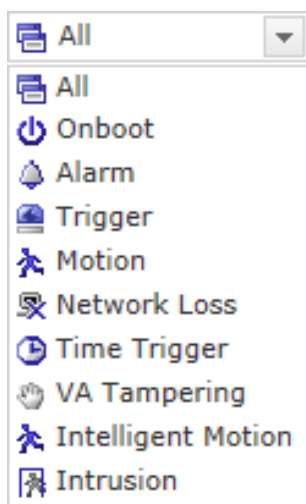 All
All
Onboot
Alarm
Trigger
Motion
Network Loss
Time Trigger
VA Tampering
Intelligent Motion
Intrusion